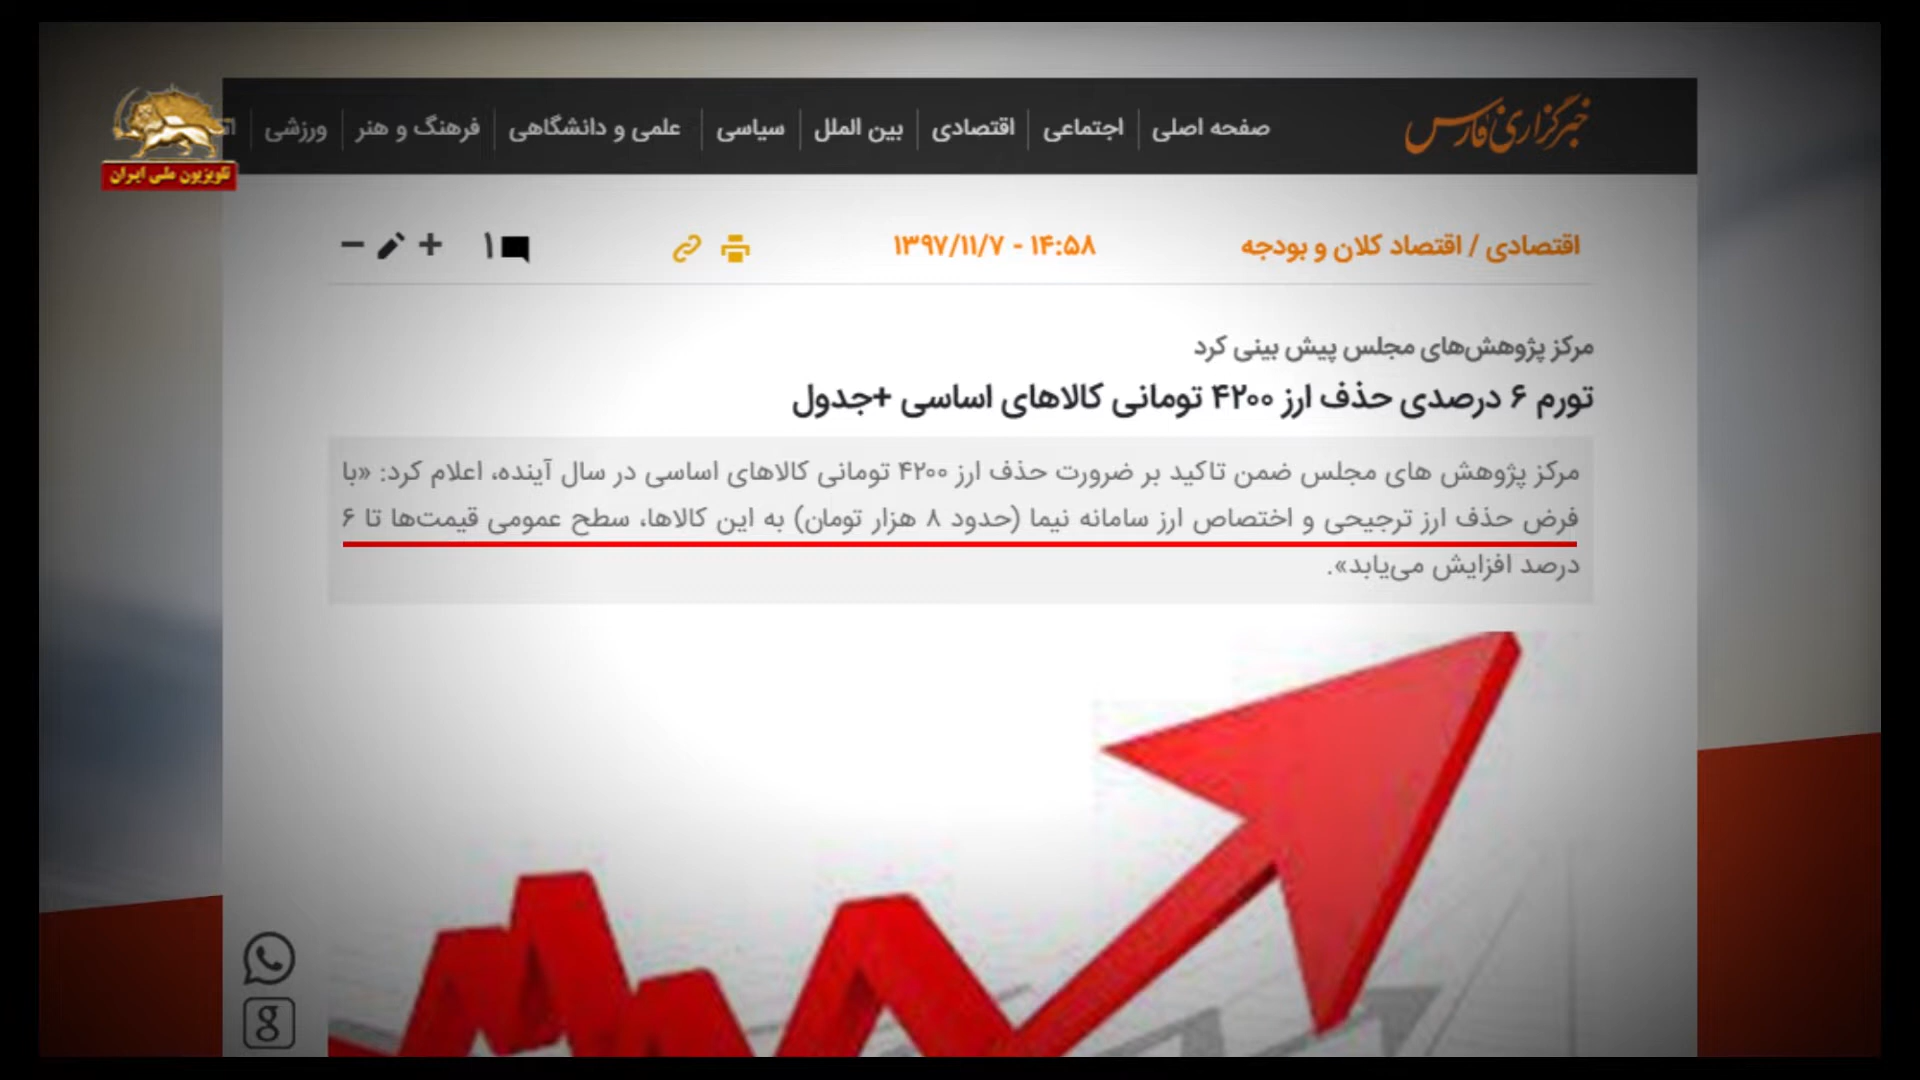 خبرگزاری فارس
صفحه اصلی | اجتماعی | اقتصادی | بین الملل | سیاسی | علمی و دانشگاهی | فرهنگ و هنر | ورزشی
تلویزیون ملی ایران
اقتصادی / اقتصاد کلان و بودجه
۱۳۹۷/۱۱/۷ - ۱۴:۵۸
۱
مرکز پژوهش‌های مجلس پیش بینی کرد
تورم ۶ درصدی حذف ارز ۴۲۰۰ تومانی کالاهای اساسی +جدول
مرکز پژوهش های مجلس ضمن تاکید بر ضرورت حذف ارز ۴۲۰۰ تومانی کالاهای اساسی در سال آینده، اعلام کرد: «با
فرض حذف ارز ترجیحی و اختصاص ارز سامانه نیما (حدود ۸ هزار تومان) به این کالاها، سطح عمومی قیمت‌ها تا ۶
درصد افزایش می‌یابد».